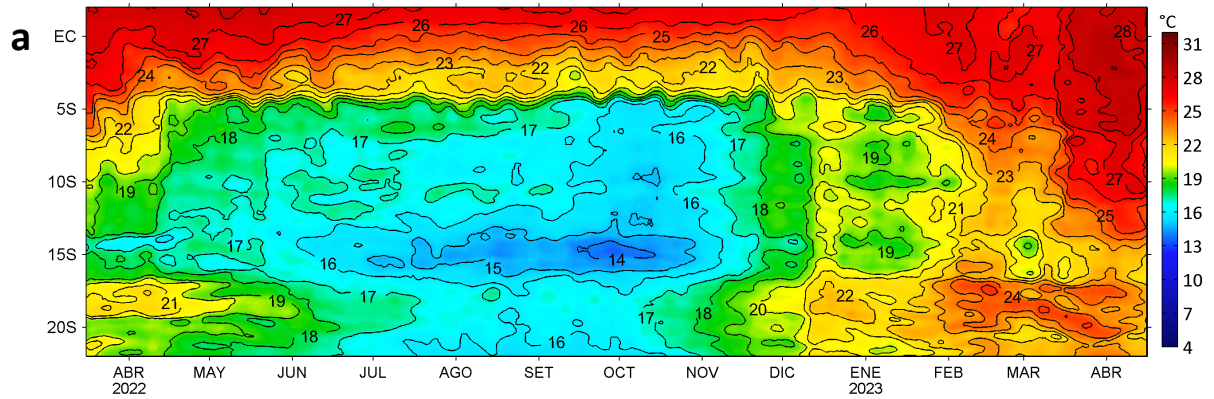 a
°C
EC
5S
10S
15S
20S
27 27 26 26 25 26 27 27 28
24 23 22 22 23
22 24
18 17 17 16 17 19 23 27
19 16 18 21 25
17 16 15 14 19
21 19 17 17 18 20 22 24
18 16
31
28
25
22
19
16
13
10
7
4
ABR MAY JUN JUL AGO SET OCT NOV DIC ENE FEB MAR ABR
2022 2023